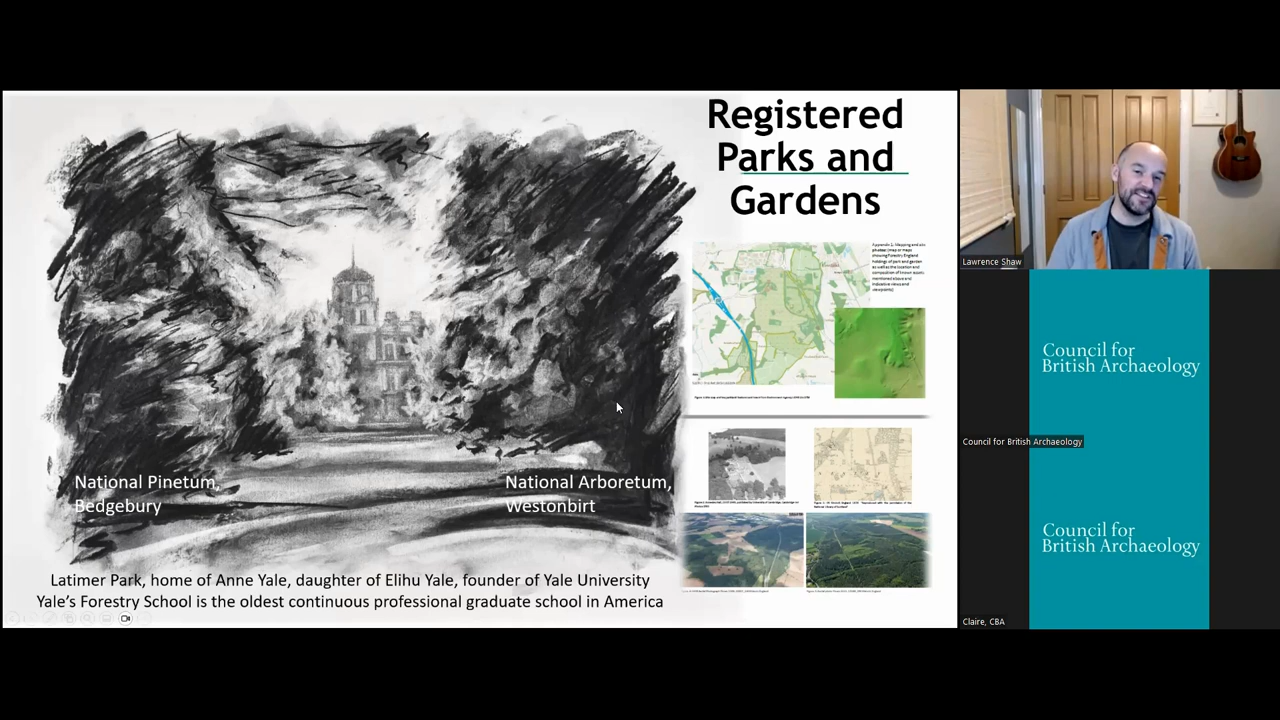 Registered
Parks and
Gardens
National Pinetum,
Bedgebury
National Arboretum,
Westonbirt
Latimer Park, home of Anne Yale, daughter of Elihu Yale, founder of Yale University
Yale's Forestry School is the oldest continuous professional graduate school in America
Lawrence Shaw
Council for
British Archaeology
Council for British Archaeology
Council for
British Archaeology
Claire, CBA